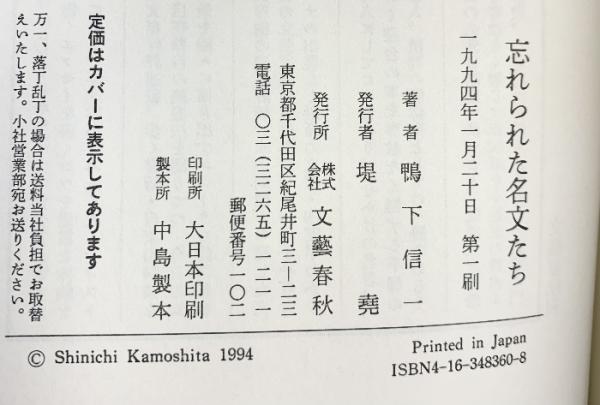 忘れられた名文たち
一九九四年一月二十日 第一刷
著者 鴨下信一
発行者 堤堯
発行所 株式会社 文藝春秋
東京都千代田区紀尾井町三―二三
電話 〇三(三二六五)一二一一
郵便番号一〇二
印刷所 大日本印刷
製本所 中島製本
定価はカバーに表示してあります
万一、落丁乱丁の場合は送料当社負担でお取替
えいたします。小社営業部宛お送りください。
© Shinichi Kamoshita 1994
Printed in Japan
ISBN4-16-348360-8